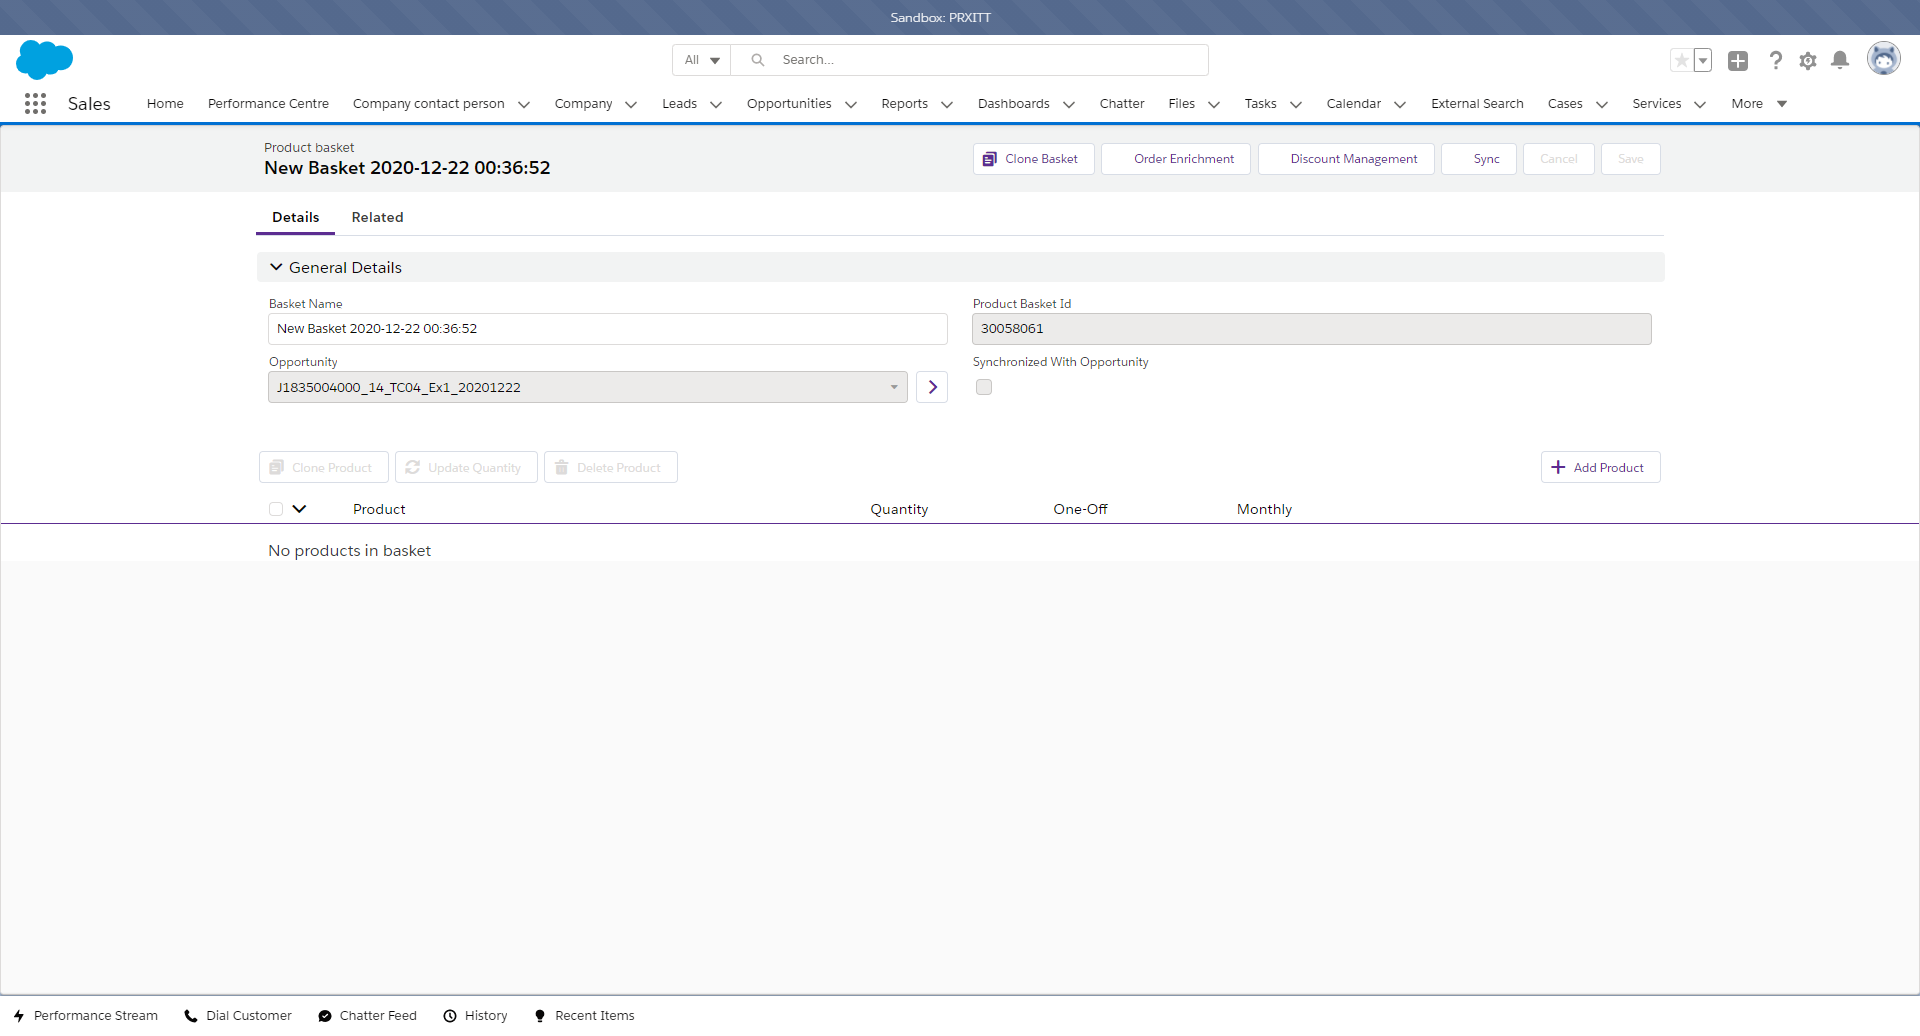 Sandbox: PRXITT
All Search...
Sales Home Performance Centre Company contact person Company Leads Opportunities Reports Dashboards Chatter Files Tasks Calendar External Search Cases Services More
Product basket
New Basket 2020-12-22 00:36:52
Clone Basket Order Enrichment Discount Management Sync Cancel Save
Details Related
General Details
Basket Name Product Basket Id
New Basket 2020-12-22 00:36:52 30058061
Opportunity Synchronized With Opportunity
J1835004000_14_TC04_Ex1_20201222
Clone Product Update Quantity Delete Product Add Product
Product Quantity One-Off Monthly
No products in basket
Performance Stream Dial Customer Chatter Feed History Recent Items